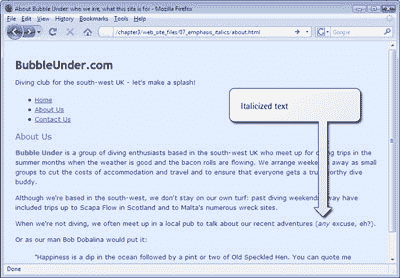 About Bubble Under who we are, what this site is for - Mozilla Firefox
File Edit View History Bookmarks Tools Help
/chapter3/web_site_files/07_emphasis_italics/about.html
Google
BubbleUnder.com
Diving club for the south-west UK - let's make a splash!
Home
About Us
Contact Us
Italicized text
About Us
Bubble Under is a group of diving enthusiasts based in the south-west UK who meet up for diving trips in the
summer months when the weather is good and the bacon rolls are flowing. We arrange away as small
groups to cut the costs of accommodation and travel and to ensure that everyone gets a dive
buddy.
Although we're based in the south-west, we don't stay on our own turf: past diving have
included trips up to Scapa Flow in Scotland and to Malta's numerous wreck sites.
When we're not diving, we often meet up in a local pub to talk about our recent adventures (any excuse, eh?).
Or as our man Bob Dobalina would put it:
"Happiness is a dip in the ocean followed by a pint or two of Old Speckled Hen. You can quote me
Done